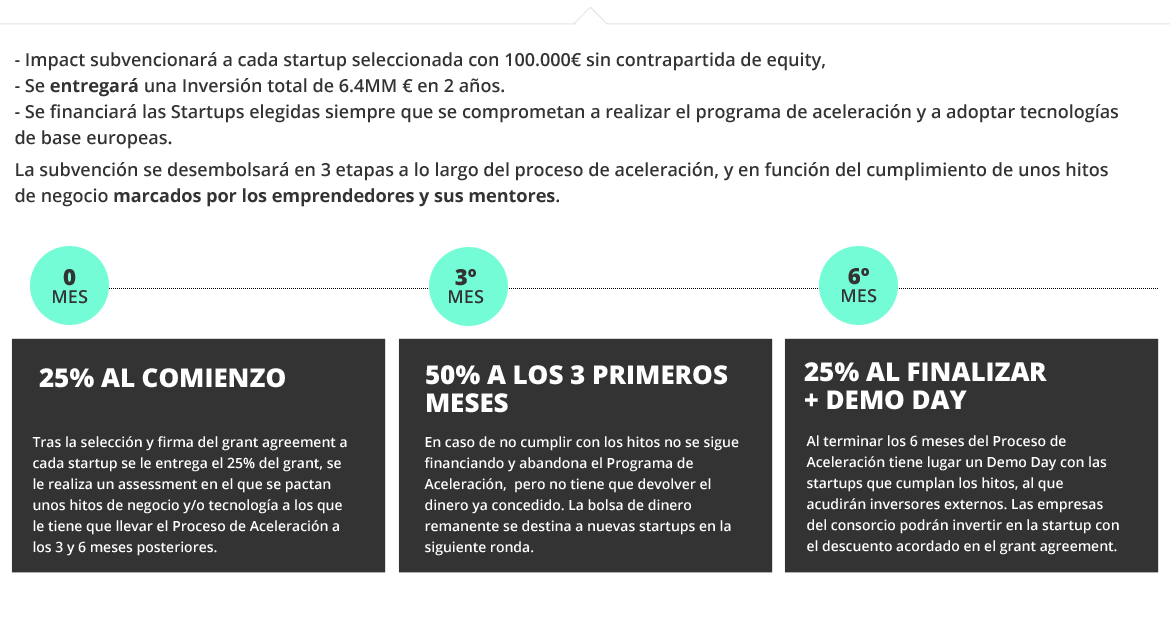 - Impact subvencionará a cada startup seleccionada con 100.000€ sin contrapartida de equity,
- Se entregará una Inversión total de 6.4MM € en 2 años.
- Se financiará las Startups elegidas siempre que se comprometan a realizar el programa de aceleración y a adoptar tecnologías
de base europeas.
La subvención se desembolsará en 3 etapas a lo largo del proceso de aceleración, y en función del cumplimiento de unos hitos
de negocio marcados por los emprendedores y sus mentores.
0
MES
3º
MES
6º
MES
25% AL COMIENZO
Tras la selección y firma del grant agreement a
cada startup se le entrega el 25% del grant, se
le realiza un assessment en el que se pactan
unos hitos de negocio y/o tecnología a los que
le tiene que llevar el Proceso de Aceleración a
los 3 y 6 meses posteriores.
50% A LOS 3 PRIMEROS
MESES
En caso de no cumplir con los hitos no se sigue
financiando y abandona el Programa de
Aceleración, pero no tiene que devolver el
dinero ya concedido. La bolsa de dinero
remanente se destina a nuevas startups en la
siguiente ronda.
25% AL FINALIZAR
+ DEMO DAY
Al terminar los 6 meses del Proceso de
Aceleración tiene lugar un Demo Day con las
startups que cumplan los hitos, al que
acudirán inversores externos. Las empresas
del consorcio podrán invertir en la startup con
el descuento acordado en el grant agreement.